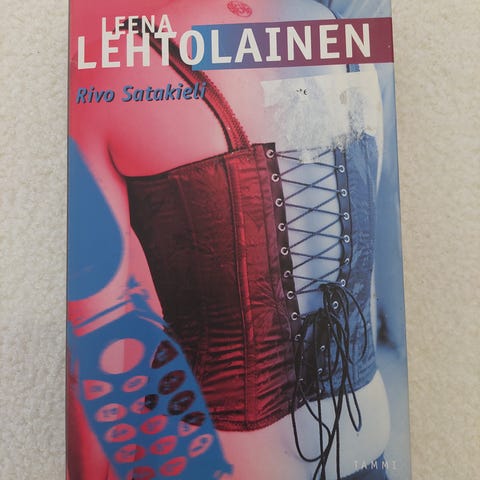 LEENA
LEHTOLAINEN
Rivo Satakieli
TAMMI